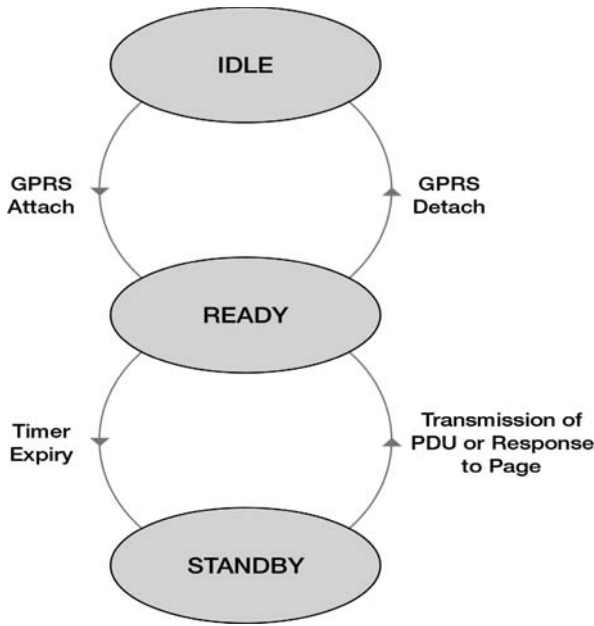 IDLE
GPRS
Attach
GPRS
Detach
READY
Timer
Expiry
Transmission of
PDU or Response
to Page
STANDBY